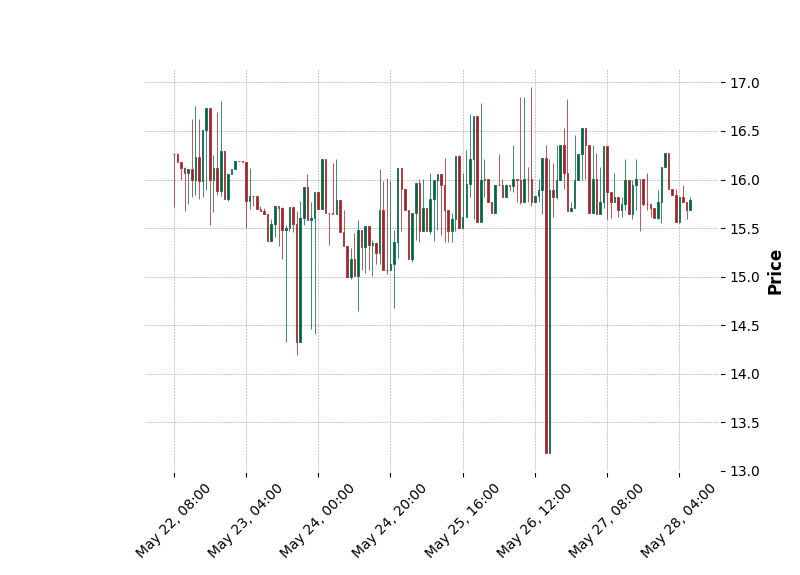 17.0
16.5
16.0
15.5
15.0
14.5
14.0
13.5
13.0
Price
May 22, 08:00
May 23, 04:00
May 24, 00:00
May 24, 20:00
May 25, 16:00
May 26, 12:00
May 27, 08:00
May 28, 04:00